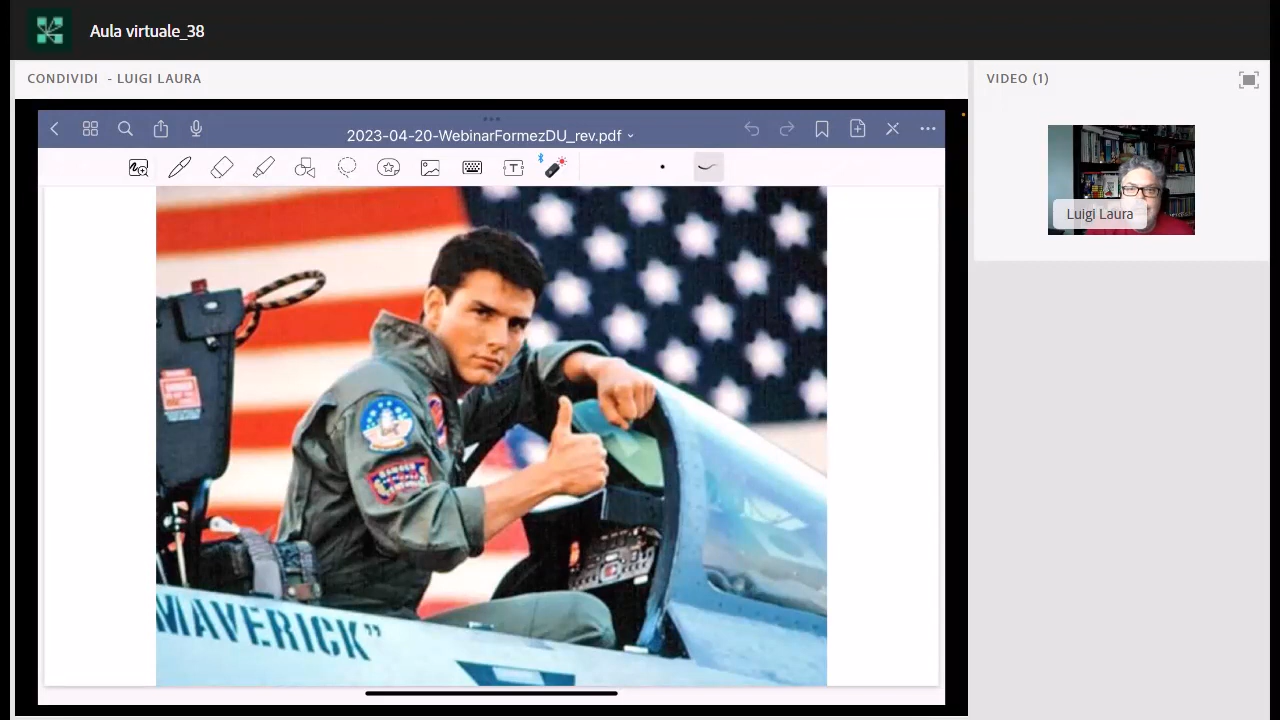 Aula virtuale_38
CONDIVIDI - LUIGI LAURA
VIDEO (1)
2023-04-20-WebinarFormezDU_rev.pdf
T
Luigi Laura
MAVERICK”